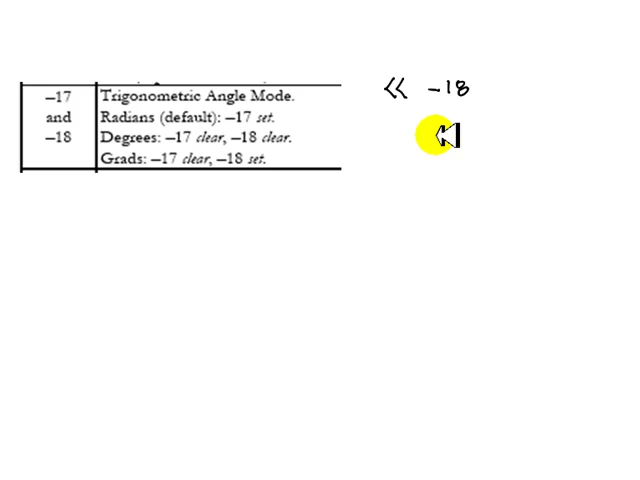 –17
and
–18
Trigonometric Angle Mode.
Radians (default): –17 set.
Degrees: –17 clear, –18 clear.
Grads: –17 clear, –18 set.
<< -18